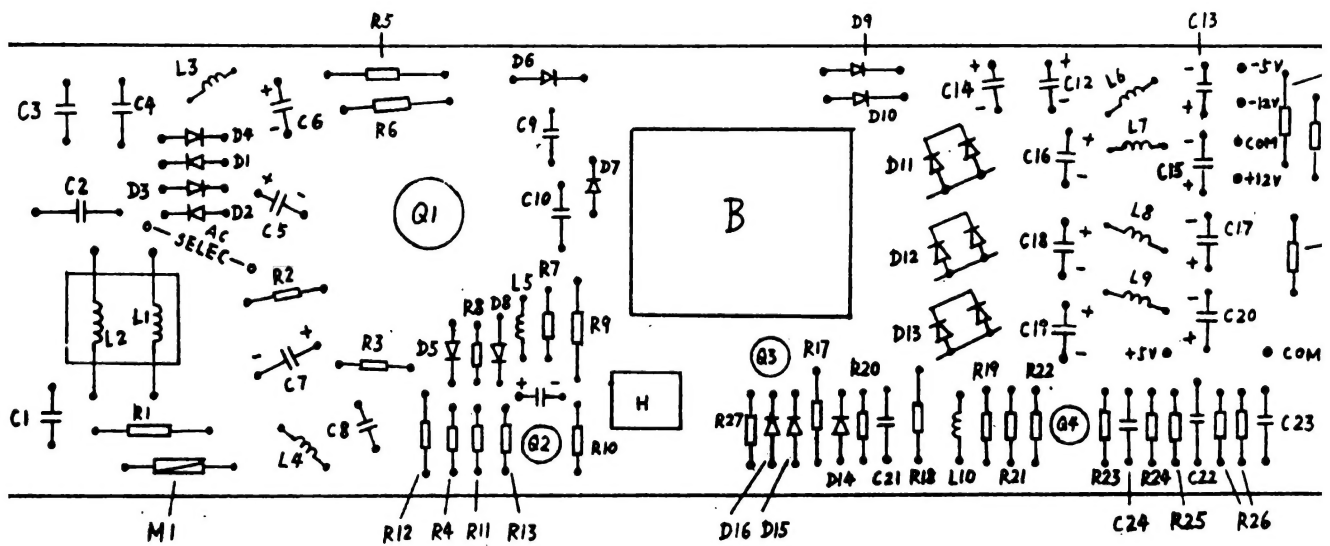 R5 D9 C13
D6
L3 + + + L6 - -5V
C3 C4 + C14 C12 -12V
- C6 R6 C9 D10 - - +
D4 L7 - COM
D1 D7 D11 C16 + C15
D3 + - - + +12V
C2 D2 C5 C10
AC Q1 B L8 - C17
SELEC D12 C18 + +
R2 L5 R7 -
L9 -
L1 R8 D8 R9 D13 + C20
L2 + C19 +
- R3 D5 Q3 R17 - +5V COM
C7 R20 R19 R22
+ -
C1 R1 C8 H
L4 Q2 R10 R27 Q4 C23
D14 C21 R18 L10 R21 R23 R24 C22
M1 R12 R4 R11 R13 D16 D15 C24 R25 R26